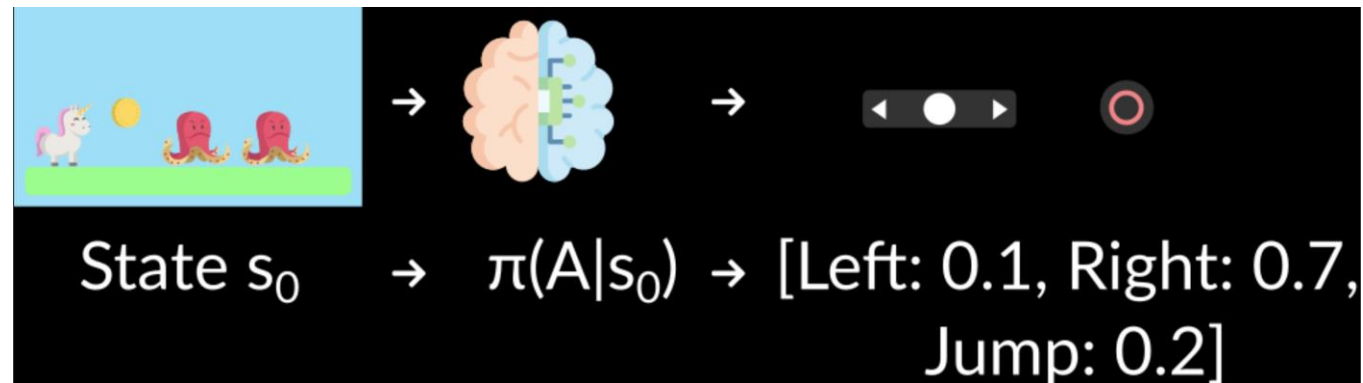 State s₀ → π(A|s₀) → [Left: 0.1, Right: 0.7,
Jump: 0.2]